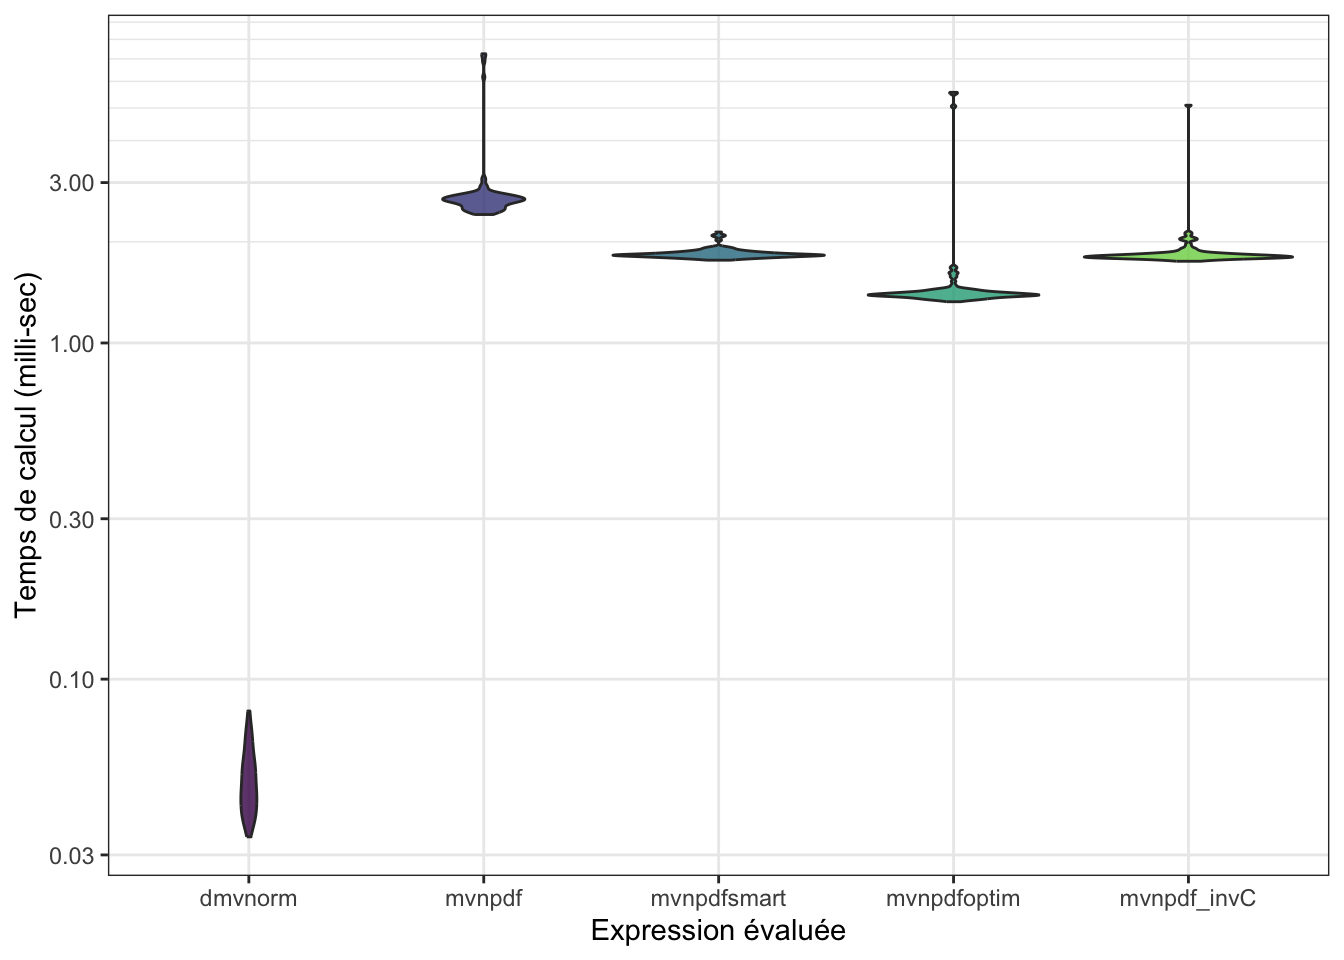 Temps de calcul (milli-sec)
3.00
1.00
0.30
0.10
0.03
dmvnorm mvnpdf mvnpdfsmart mvnpdfoptim mvnpdf_invC
Expression évaluée